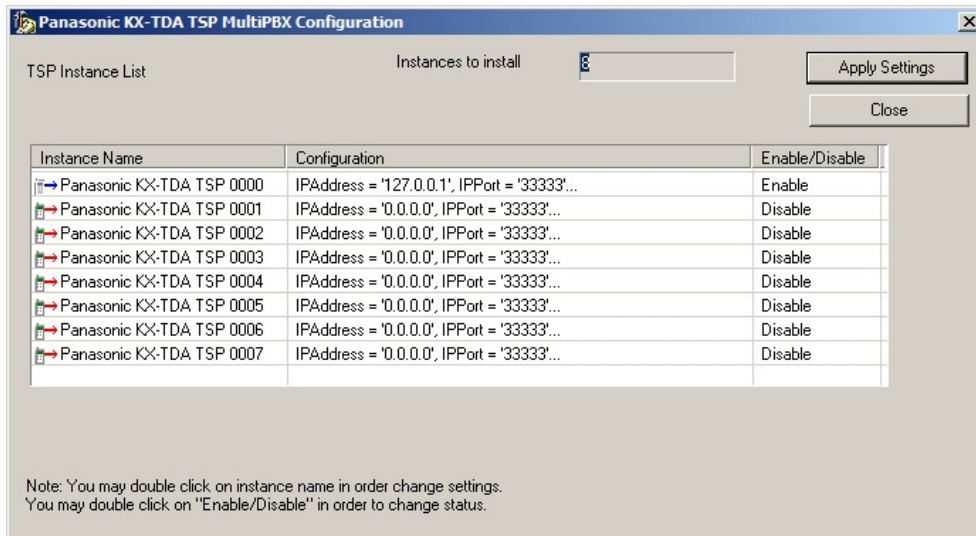 Panasonic KX-TDA TSP MultiPBX Configuration
TSP Instance List
Instances to install 8
Apply Settings
Close
Instance Name Configuration Enable/Disable
Panasonic KX-TDA TSP 0000 IPAddress = '127.0.0.1', IPPort = '33333'... Enable
Panasonic KX-TDA TSP 0001 IPAddress = '0.0.0.0', IPPort = '33333'... Disable
Panasonic KX-TDA TSP 0002 IPAddress = '0.0.0.0', IPPort = '33333'... Disable
Panasonic KX-TDA TSP 0003 IPAddress = '0.0.0.0', IPPort = '33333'... Disable
Panasonic KX-TDA TSP 0004 IPAddress = '0.0.0.0', IPPort = '33333'... Disable
Panasonic KX-TDA TSP 0005 IPAddress = '0.0.0.0', IPPort = '33333'... Disable
Panasonic KX-TDA TSP 0006 IPAddress = '0.0.0.0', IPPort = '33333'... Disable
Panasonic KX-TDA TSP 0007 IPAddress = '0.0.0.0', IPPort = '33333'... Disable
Note: You may double click on instance name in order change settings.
You may double click on "Enable/Disable" in order to change status.